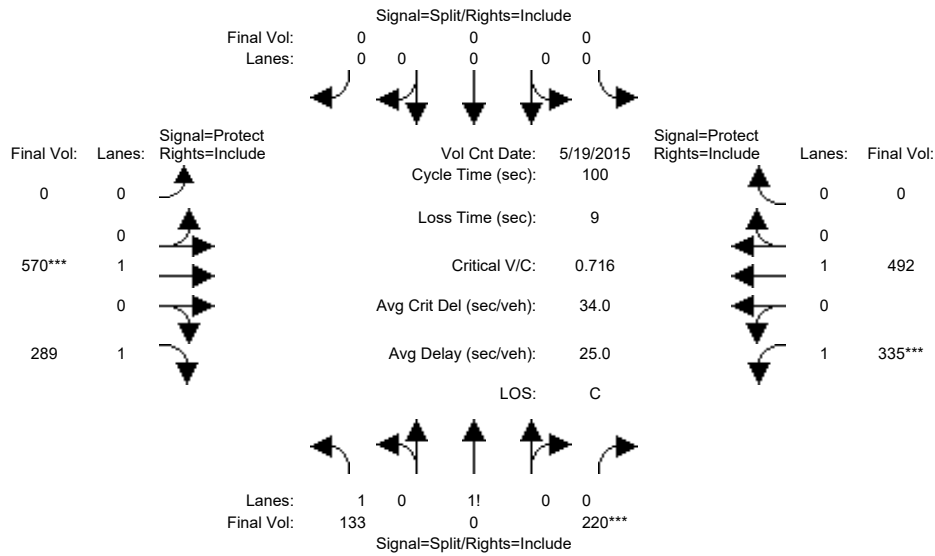 Signal=Split/Rights=Include
Final Vol: 0 0 0
Lanes: 0 0 0 0 0
Signal=Protect Signal=Protect
Final Vol: Lanes: Rights=Include Vol Cnt Date: 5/19/2015 Rights=Include Lanes: Final Vol:
Cycle Time (sec): 100
0 0 0 0
Loss Time (sec): 9
0 0
570*** 1 Critical V/C: 0.716 1 492
0 Avg Crit Del (sec/veh): 34.0 0
289 1 Avg Delay (sec/veh): 25.0 1 335***
LOS: C
Lanes: 1 0 1! 0 0
Final Vol: 133 0 220***
Signal=Split/Rights=Include